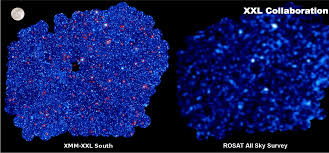 XXL Collaboration
XMM-XXL South
ROSAT All Sky Survey